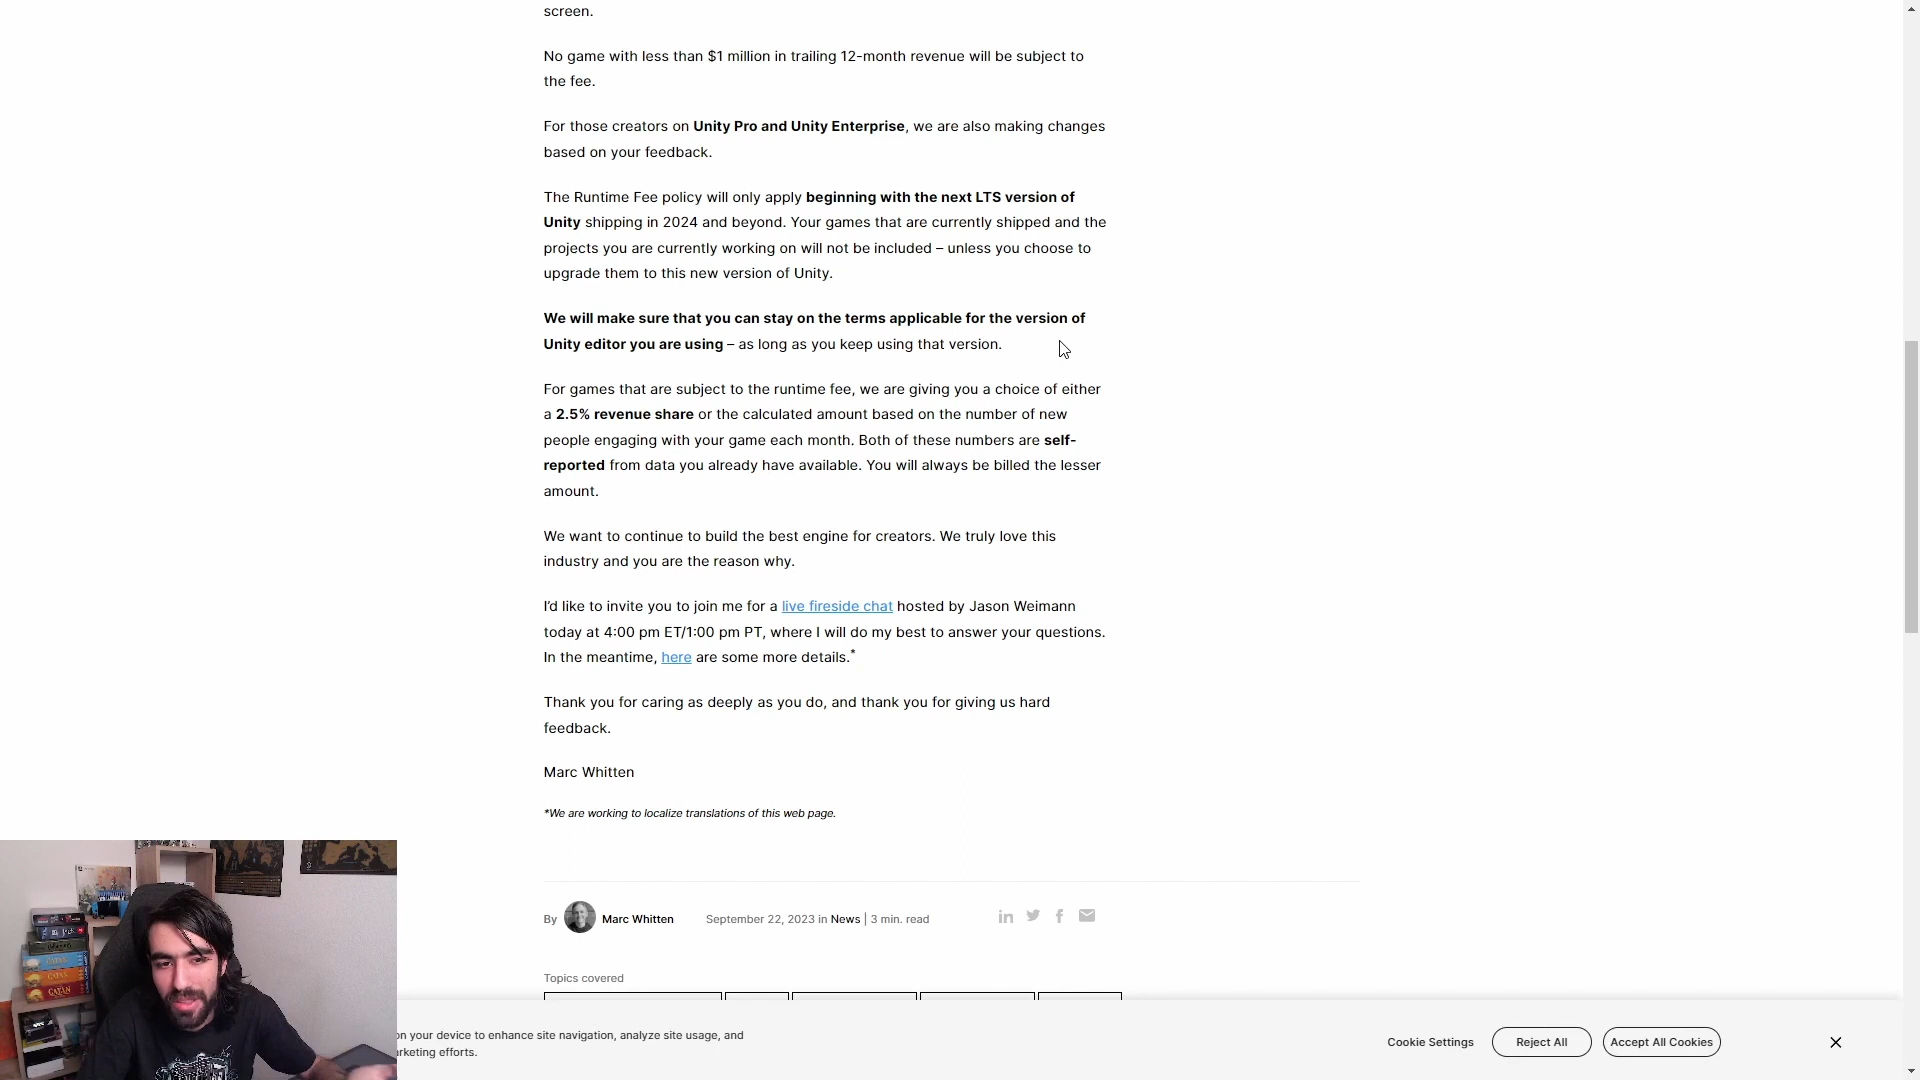 screen.
No game with less than $1 million in trailing 12-month revenue will be subject to
the fee.
For those creators on Unity Pro and Unity Enterprise, we are also making changes
based on your feedback.
The Runtime Fee policy will only apply beginning with the next LTS version of
Unity shipping in 2024 and beyond. Your games that are currently shipped and the
projects you are currently working on will not be included – unless you choose to
upgrade them to this new version of Unity.
We will make sure that you can stay on the terms applicable for the version of
Unity editor you are using – as long as you keep using that version.
For games that are subject to the runtime fee, we are giving you a choice of either
a 2.5% revenue share or the calculated amount based on the number of new
people engaging with your game each month. Both of these numbers are self-
reported from data you already have available. You will always be billed the lesser
amount.
We want to continue to build the best engine for creators. We truly love this
industry and you are the reason why.
I'd like to invite you to join me for a live fireside chat hosted by Jason Weimann
today at 4:00 pm ET/1:00 pm PT, where I will do my best to answer your questions.
In the meantime, here are some more details.*
Thank you for caring as deeply as you do, and thank you for giving us hard
feedback.
Marc Whitten
*We are working to localize translations of this web page.
By Marc Whitten September 22, 2023 in News | 3 min. read
Topics covered
on your device to enhance site navigation, analyze site usage, and
Cookie Settings Reject All Accept All Cookies
rketing efforts.
CATAN
CATAN
CATAN